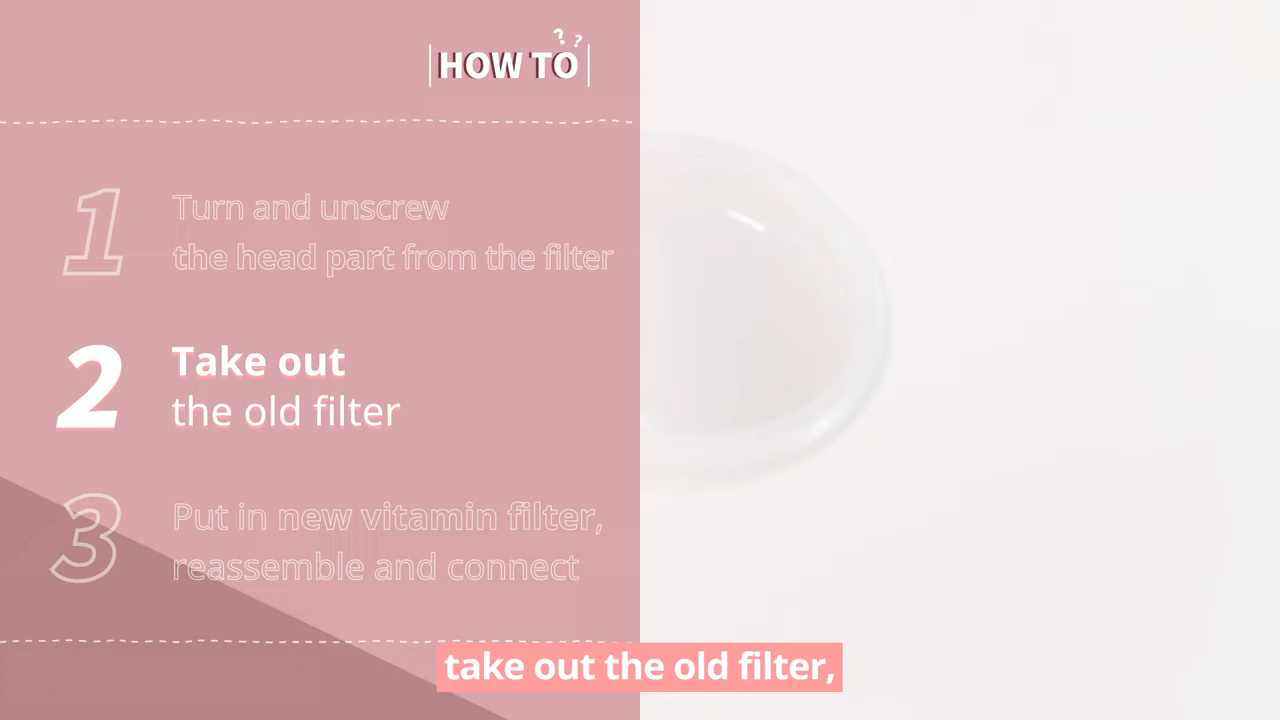 ? ?
HOW TO
1
Turn and unscrew
the head part from the filter
2
Take out
the old filter
3
Put in new vitamin filter,
reassemble and connect
take out the old filter,